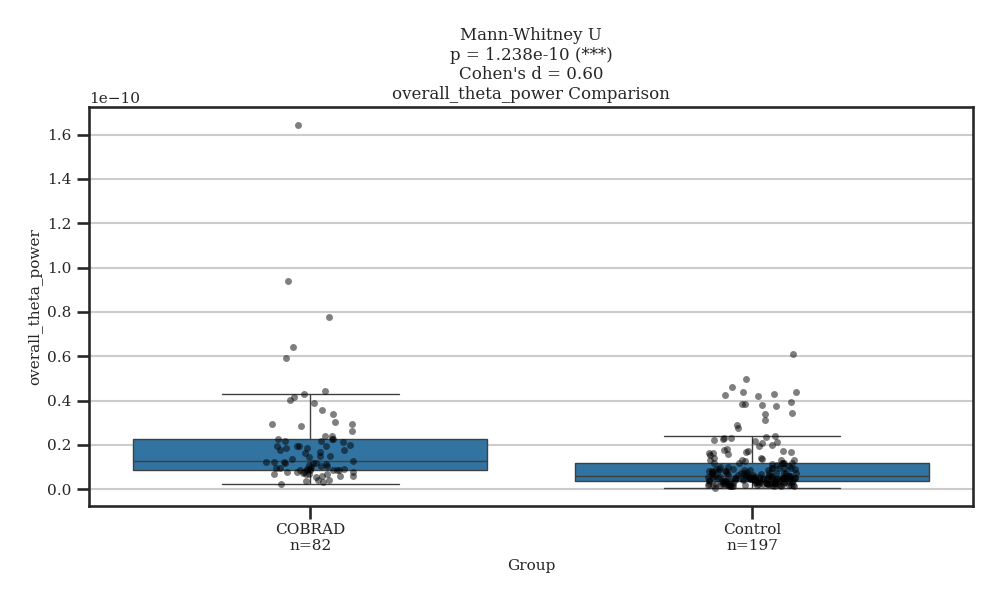 Mann-Whitney U
p = 1.238e-10 (***)
Cohen's d = 0.60
overall_theta_power Comparison
1e−10
1.6
1.4
1.2
1.0
0.8
0.6
0.4
0.2
0.0
overall_theta_power
COBRAD
n=82
Control
n=197
Group